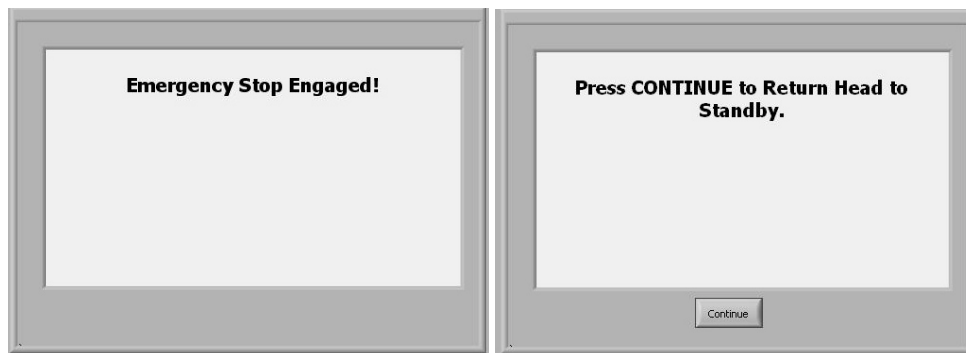 Emergency Stop Engaged!
Press CONTINUE to Return Head to
Standby.
Continue